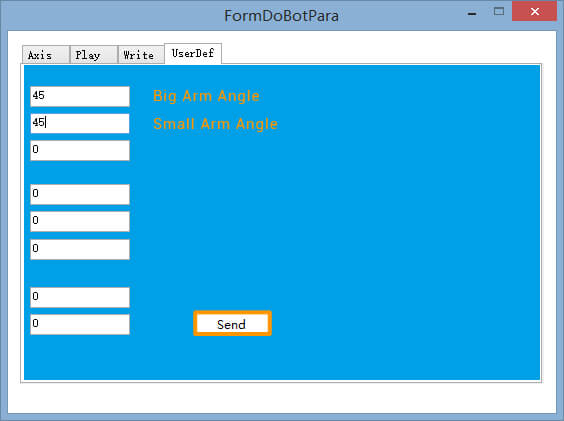 FormDoBotPara
Axis Play Write UserDef
45 Big Arm Angle
45 Small Arm Angle
0
0
0
0
0
0 Send